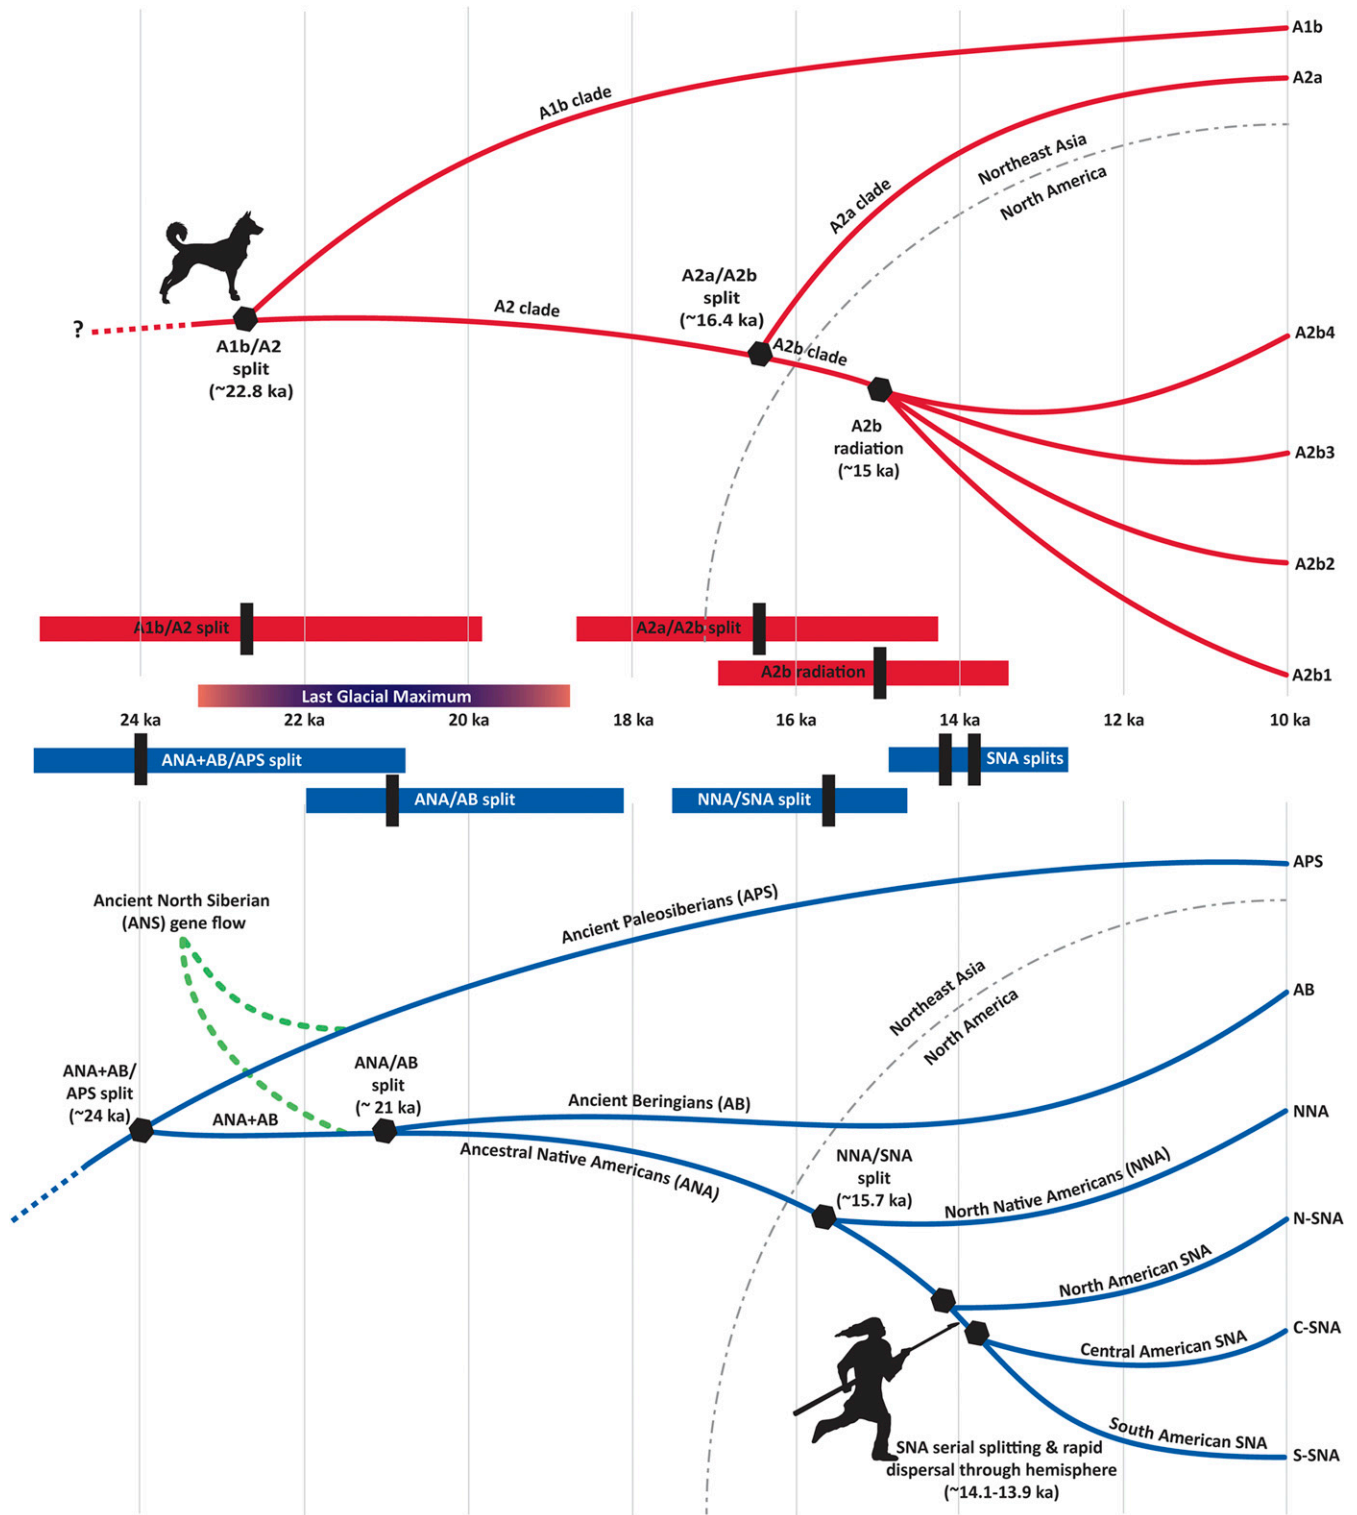 A1b
A2a
A1b clade
Northeast Asia
North America
A2a clade
A2a/A2b
split
(~16.4 ka)
A2 clade
?
A2b clade
A2b4
A1b/A2
split
(~22.8 ka)
A2b
radiation
(~15 ka)
A2b3
A2b2
A1b/A2 split
A2a/A2b split
A2b radiation
A2b1
Last Glacial Maximum
24 ka 22 ka 20 ka 18 ka 16 ka 14 ka 12 ka 10 ka
ANA+AB/APS split
SNA splits
ANA/AB split
NNA/SNA split
APS
Ancient North Siberian
(ANS) gene flow
Ancient Paleosiberians (APS)
Northeast Asia
North America
AB
ANA+AB/
APS split
(~24 ka)
ANA/AB
split
(~ 21 ka)
ANA+AB
Ancient Beringians (AB)
NNA
Ancestral Native Americans (ANA)
NNA/SNA
split
(~15.7 ka)
North Native Americans (NNA)
N-SNA
North American SNA
C-SNA
Central American SNA
South American SNA
S-SNA
SNA serial splitting & rapid
dispersal through hemisphere
(~14.1-13.9 ka)